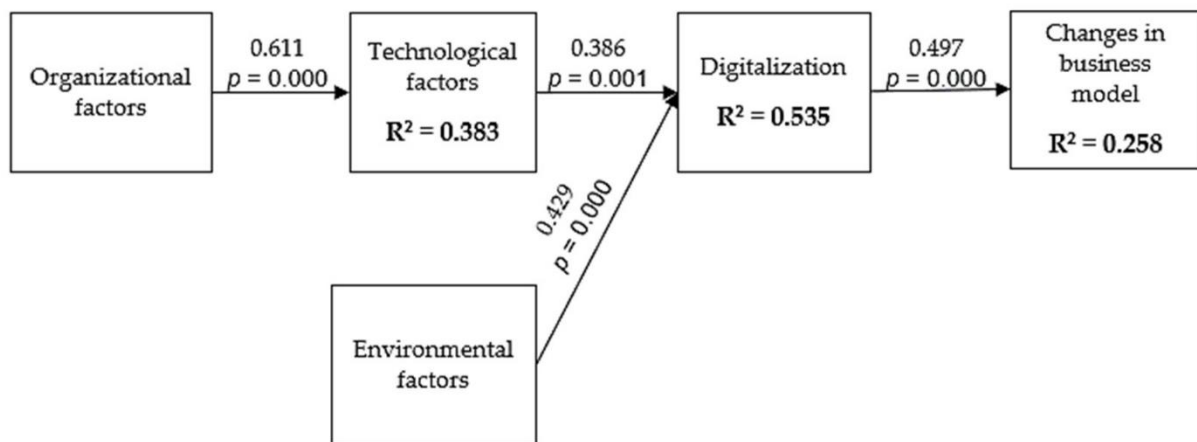 Organizational
factors
0.611
p = 0.000
Technological
factors
R² = 0.383
0.386
p = 0.001
Digitalization
R² = 0.535
0.497
p = 0.000
Changes in
business
model
R² = 0.258
0.429
p = 0.000
Environmental
factors